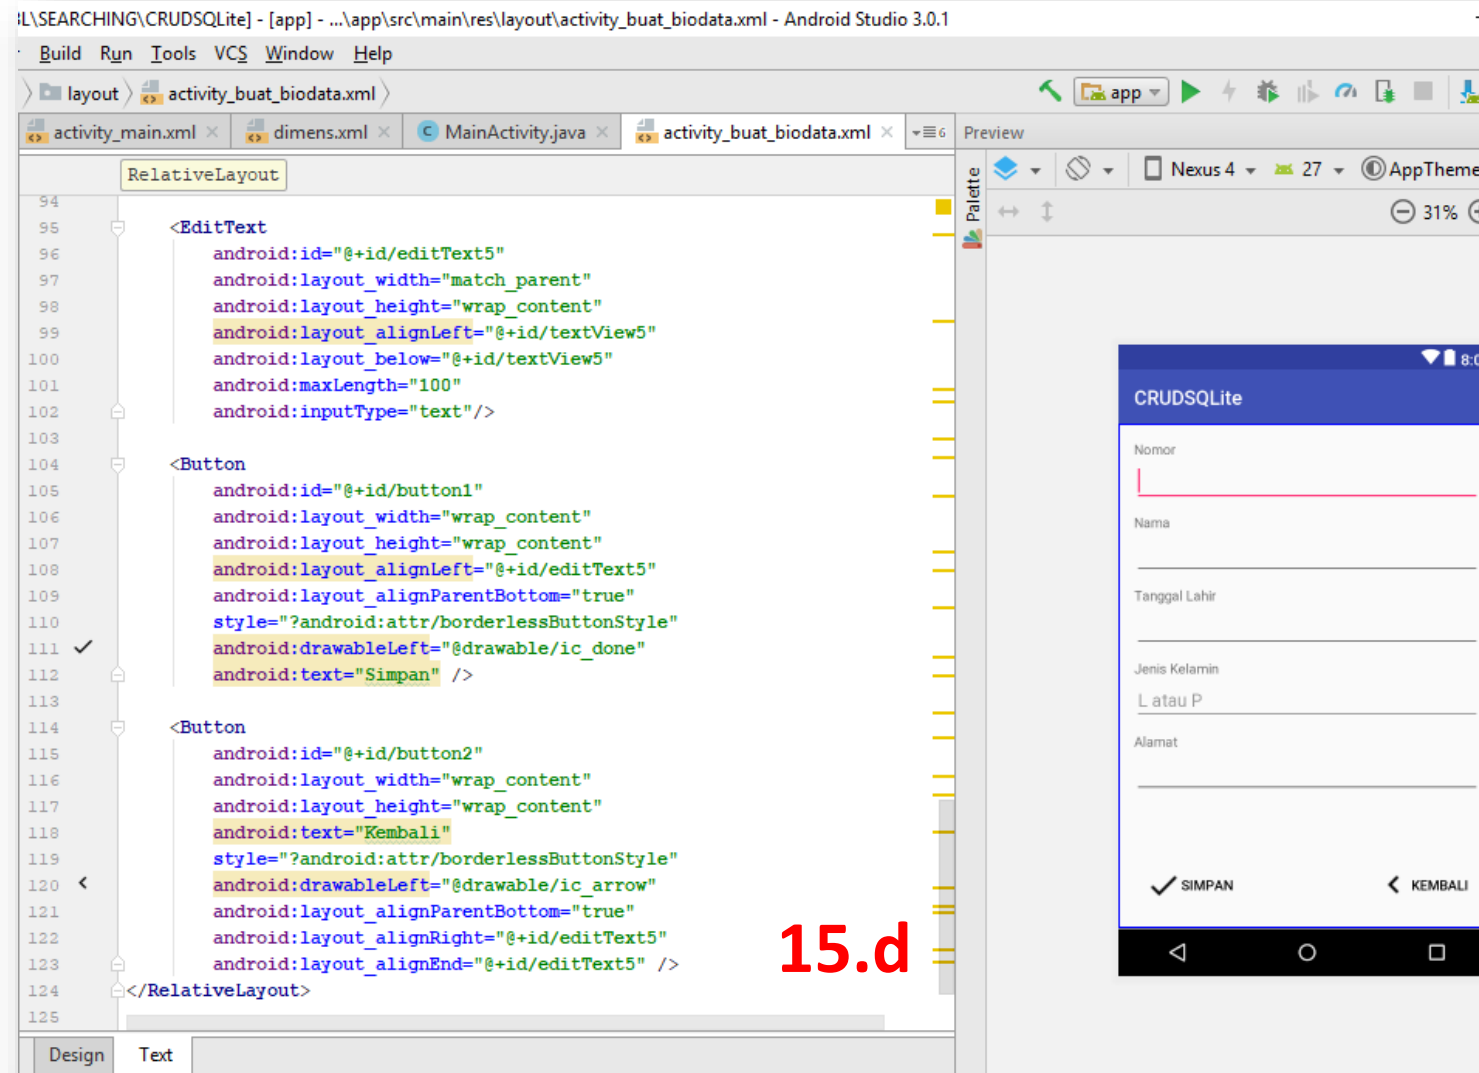 L\SEARCHING\CRUDSQLite] - [app] - ...\app\src\main\res\layout\activity_buat_biodata.xml - Android Studio 3.0.1
Build Run Tools VCS Window Help
layout activity_buat_biodata.xml
app
activity_main.xml dimens.xml MainActivity.java activity_buat_biodata.xml 6
RelativeLayout
94
95 <EditText
96 android:id="@+id/editText5"
97 android:layout_width="match_parent"
98 android:layout_height="wrap_content"
99 android:layout_alignLeft="@+id/textView5"
100 android:layout_below="@+id/textView5"
101 android:maxLength="100"
102 android:inputType="text"/>
103
104 <Button
105 android:id="@+id/button1"
106 android:layout_width="wrap_content"
107 android:layout_height="wrap_content"
108 android:layout_alignLeft="@+id/editText5"
109 android:layout_alignParentBottom="true"
110 style="?android:attr/borderlessButtonStyle"
111 android:drawableLeft="@drawable/ic_done"
112 android:text="Simpan" />
113
114 <Button
115 android:id="@+id/button2"
116 android:layout_width="wrap_content"
117 android:layout_height="wrap_content"
118 android:text="Kembali"
119 style="?android:attr/borderlessButtonStyle"
120 android:drawableLeft="@drawable/ic_arrow"
121 android:layout_alignParentBottom="true"
122 android:layout_alignRight="@+id/editText5"
123 android:layout_alignEnd="@+id/editText5" />
124 </RelativeLayout>
125
15.d
Design Text
Preview
Palette
Nexus 4 27 AppTheme
31%
8:0
CRUDSQLite
Nomor
Nama
Tanggal Lahir
Jenis Kelamin
L atau P
Alamat
SIMPAN KEMBALI